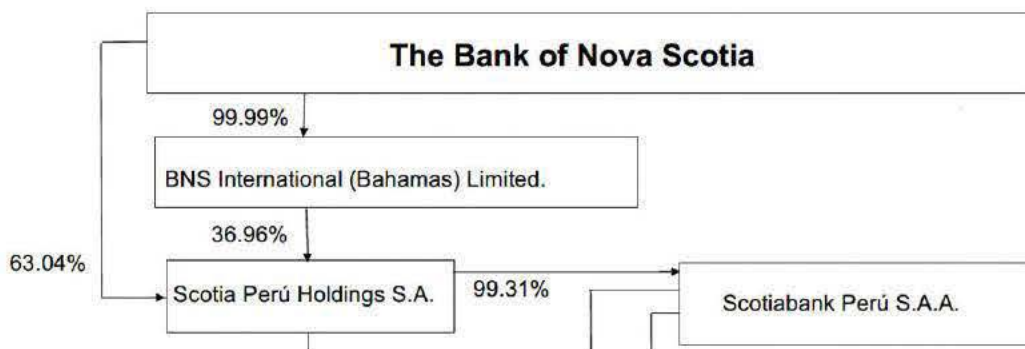 The Bank of Nova Scotia
99.99%
BNS International (Bahamas) Limited.
36.96%
63.04%
Scotia Perú Holdings S.A.
99.31%
Scotiabank Perú S.A.A.